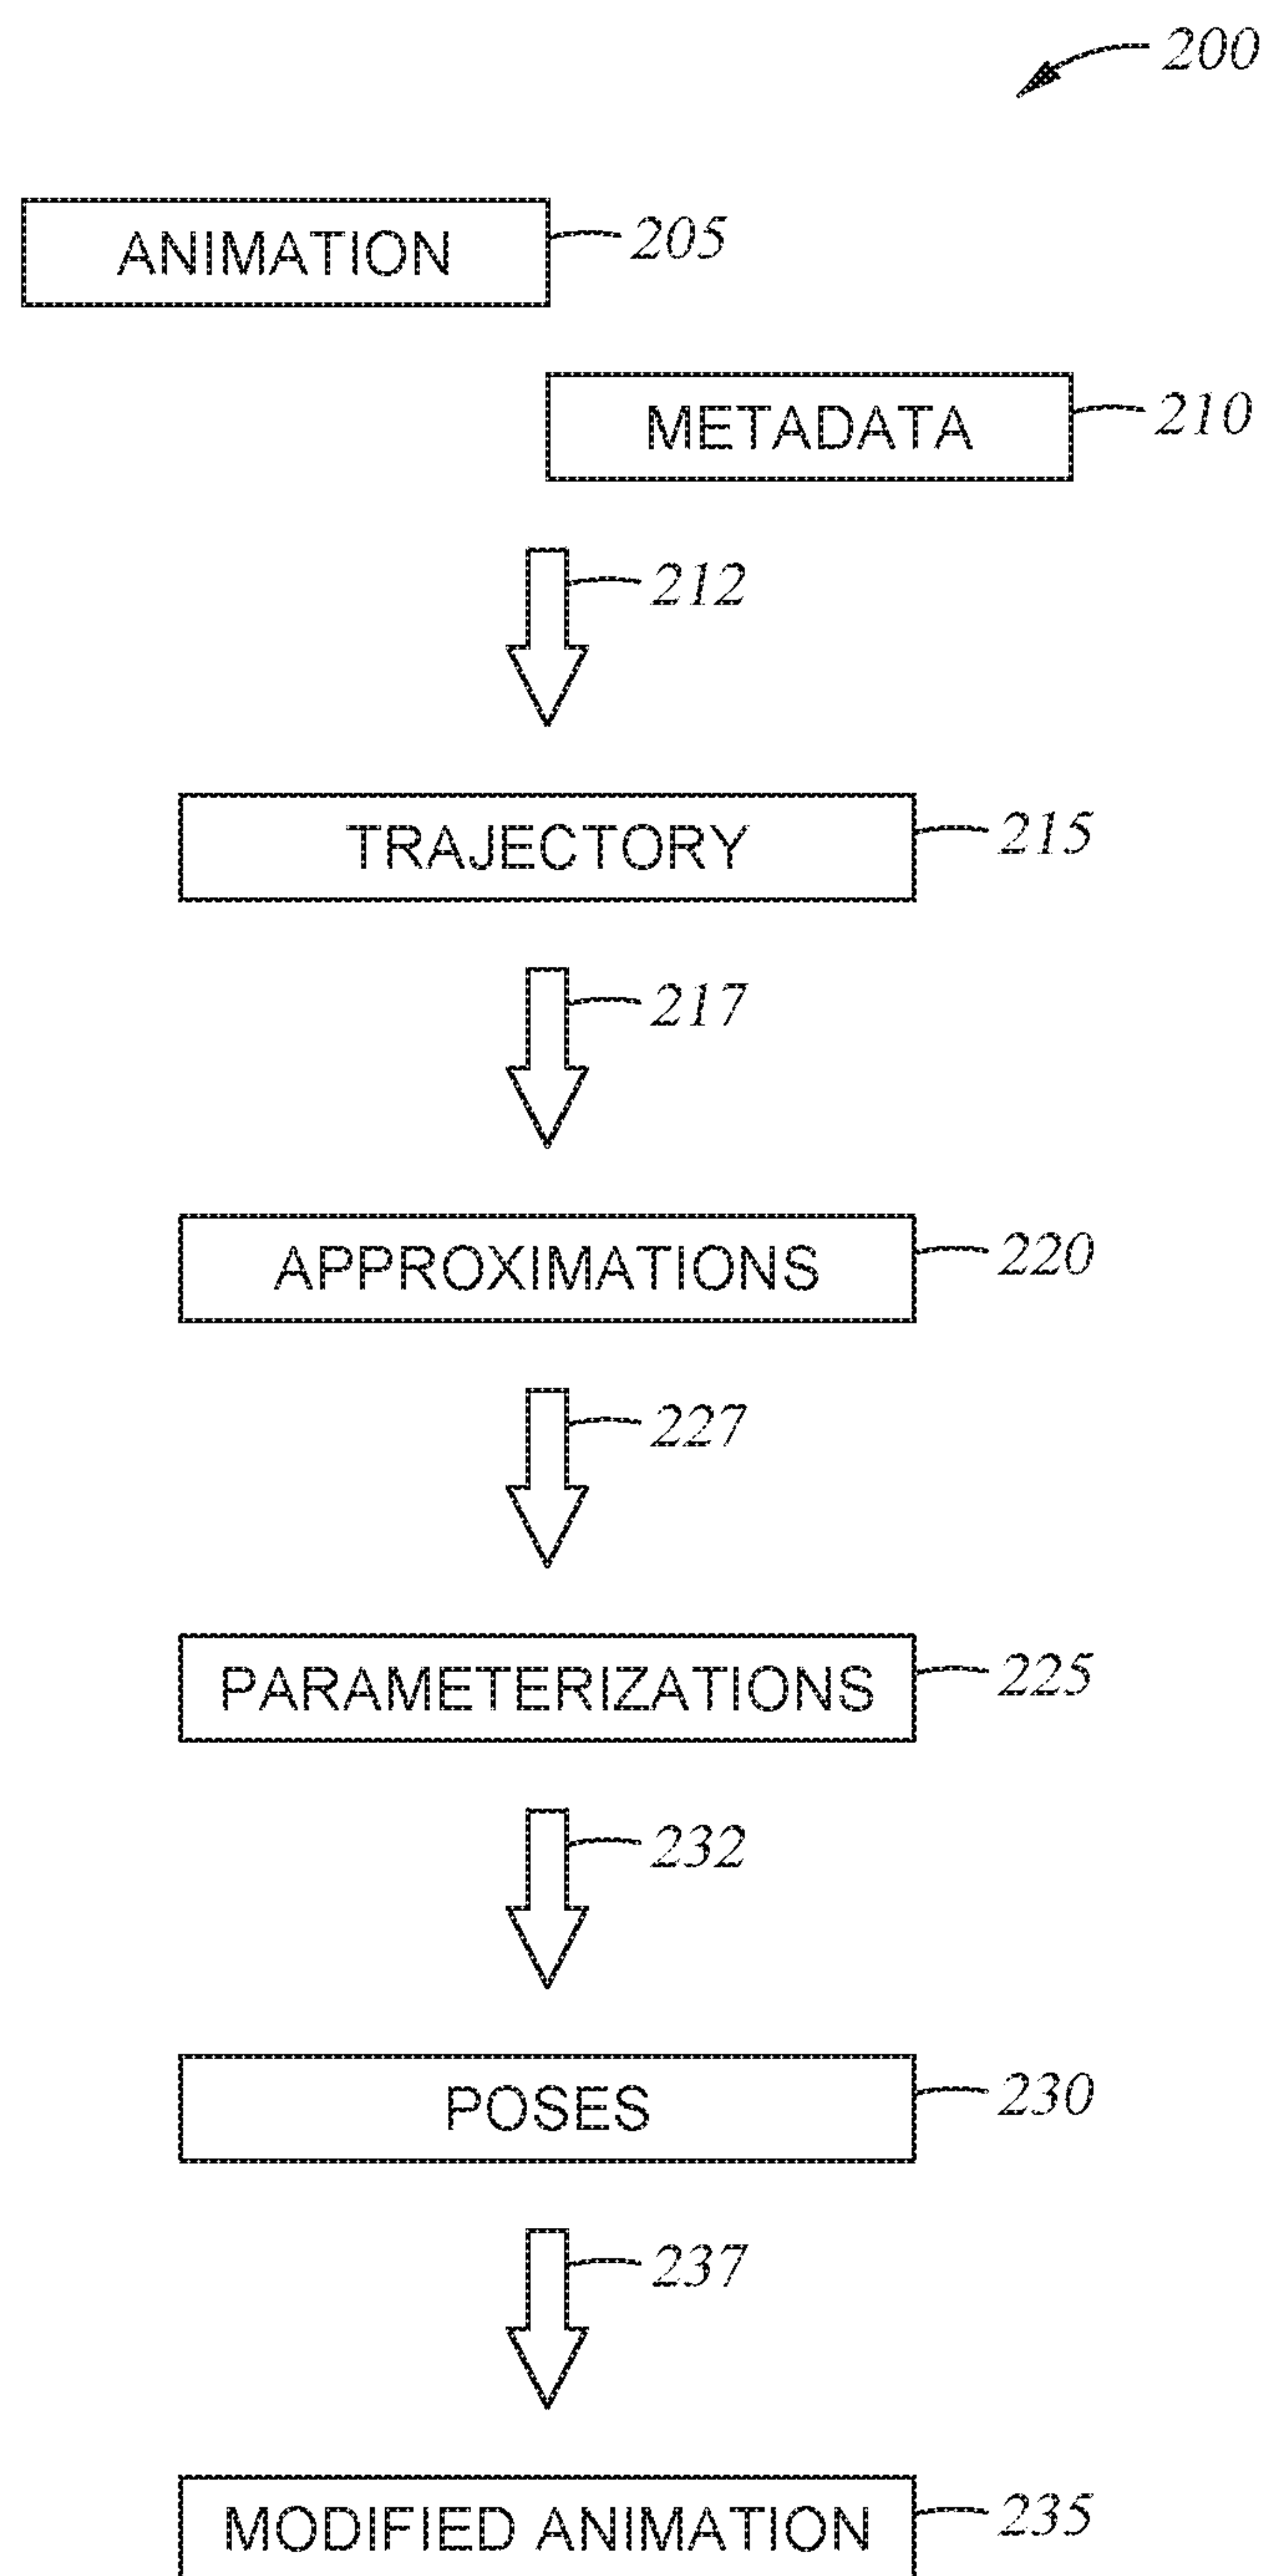 200
ANIMATION 205
METADATA 210
212
TRAJECTORY 215
217
APPROXIMATIONS 220
227
PARAMETERIZATIONS 225
232
POSES 230
237
MODIFIED ANIMATION 235